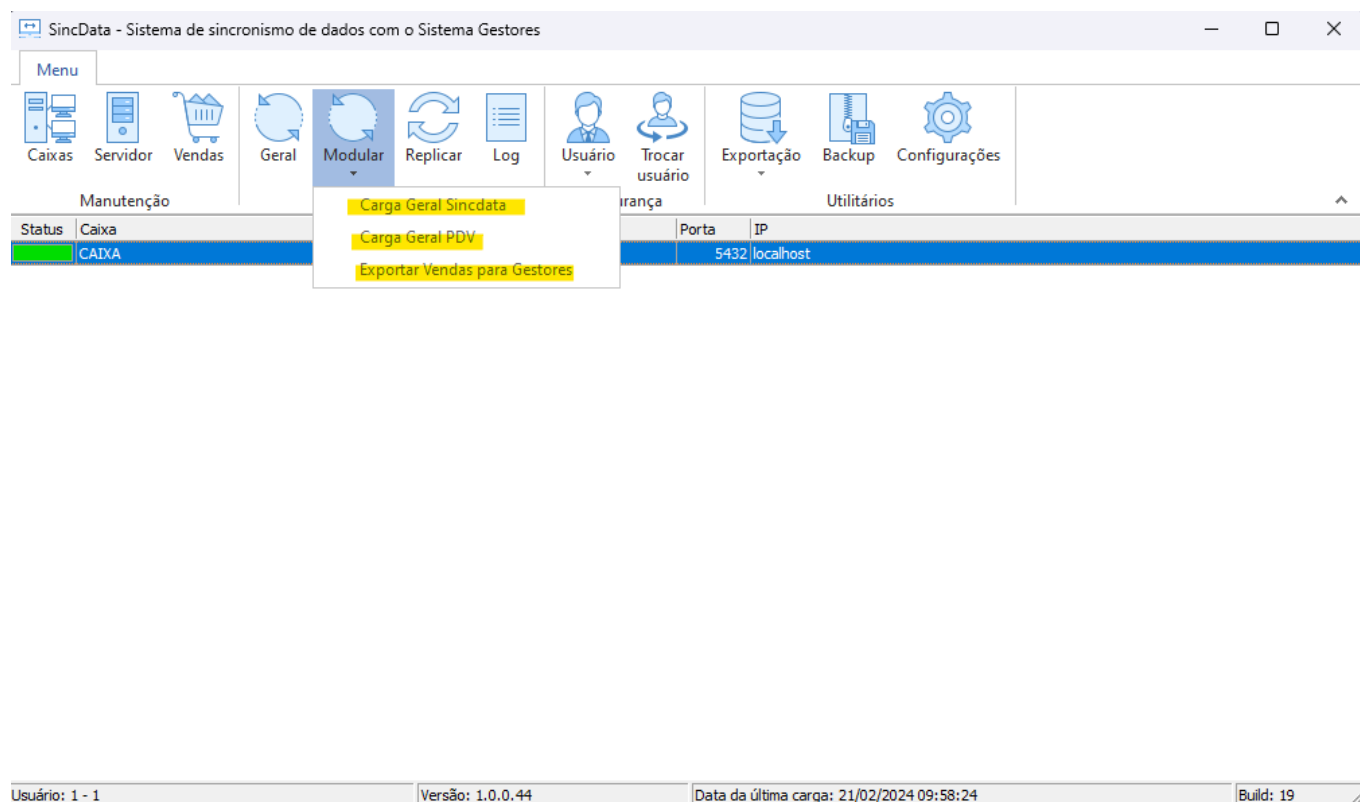 SincData - Sistema de sincronismo de dados com o Sistema Gestores
Menu
Caixas Servidor Vendas Geral Modular Replicar Log Usuário Trocar usuário Exportação Backup Configurações
Manutenção Utilitários
Carga Geral Sincdata
Carga Geral PDV
Exportar Vendas para Gestores
Status Caixa Porta IP
CAIXA 5432 localhost
Usuário: 1 - 1 Versão: 1.0.0.44 Data da última carga: 21/02/2024 09:58:24 Build: 19